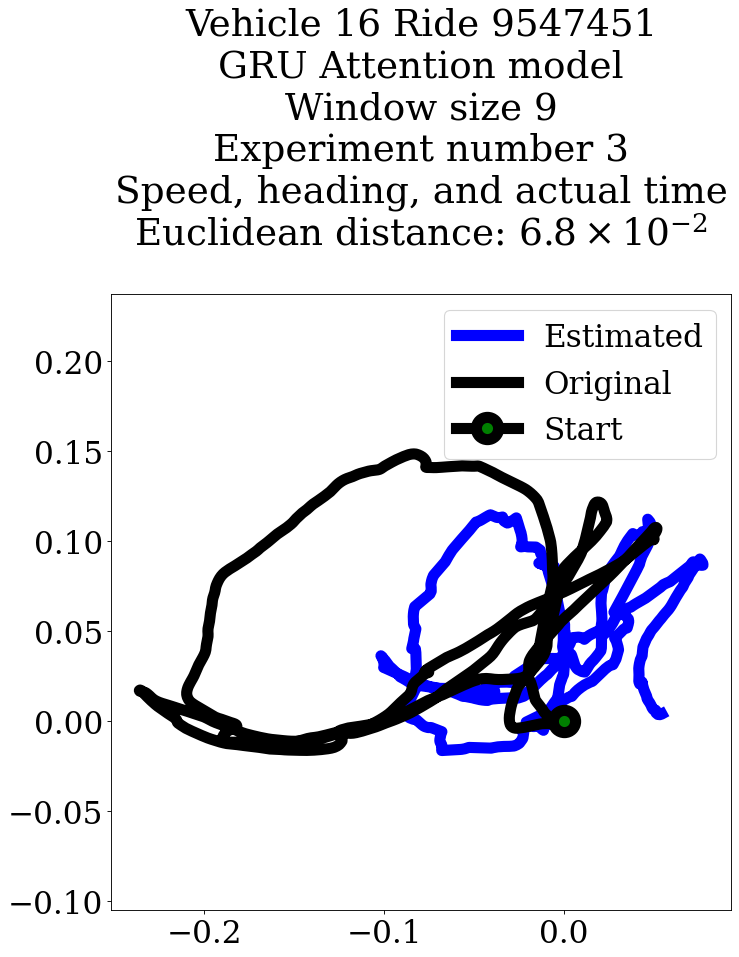 Vehicle 16 Ride 9547451
GRU Attention model
Window size 9
Experiment number 3
Speed, heading, and actual time
Euclidean distance: 6.8 × 10⁻²
Estimated
Original
Start
0.20
0.15
0.10
0.05
0.00
−0.05
−0.10
−0.2
−0.1
0.0